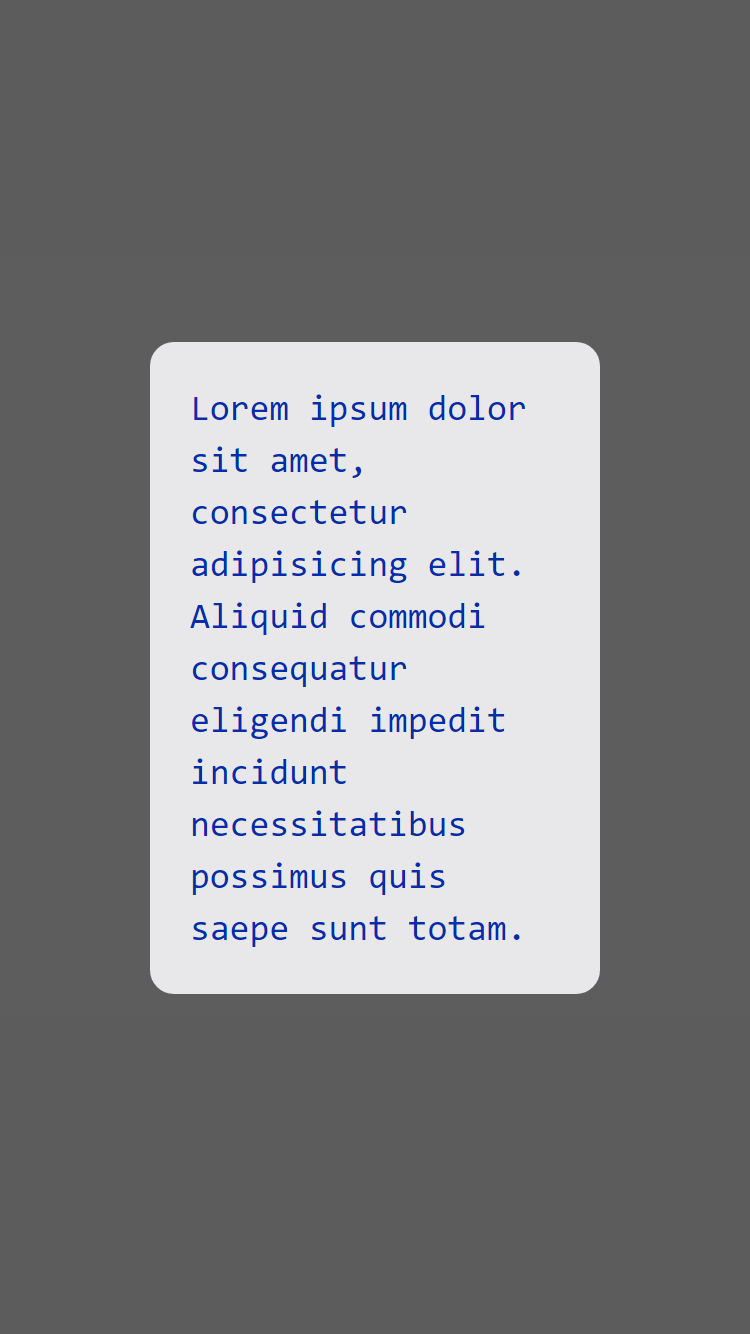 Lorem ipsum dolor
sit amet,
consectetur
adipisicing elit.
Aliquid commodi
consequatur
eligendi impedit
incidunt
necessitatibus
possimus quis
saepe sunt totam.